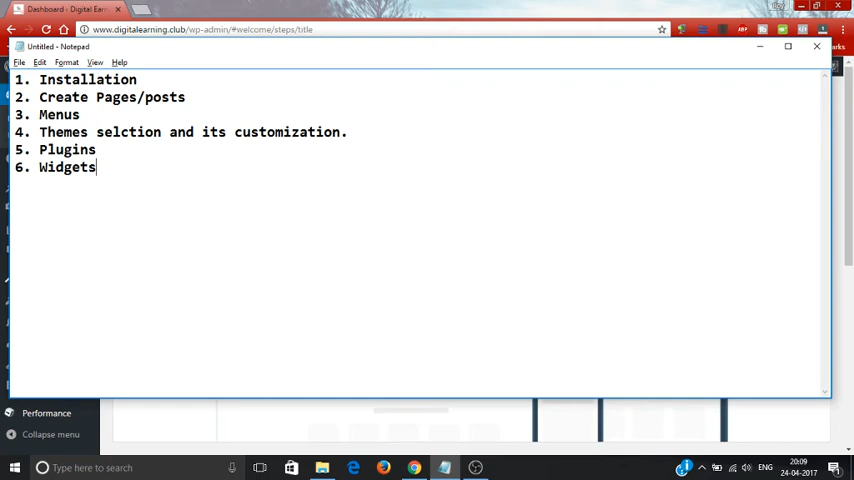 Dashboard ‹ Digital Earn
www.digitalearning.club/wp-admin/#welcome/steps/title
Untitled - Notepad
File Edit Format View Help
1. Installation
2. Create Pages/posts
3. Menus
4. Themes selction and its customization.
5. Plugins
6. Widgets
Performance
Collapse menu
Type here to search
ENG
20:09
24-04-2017